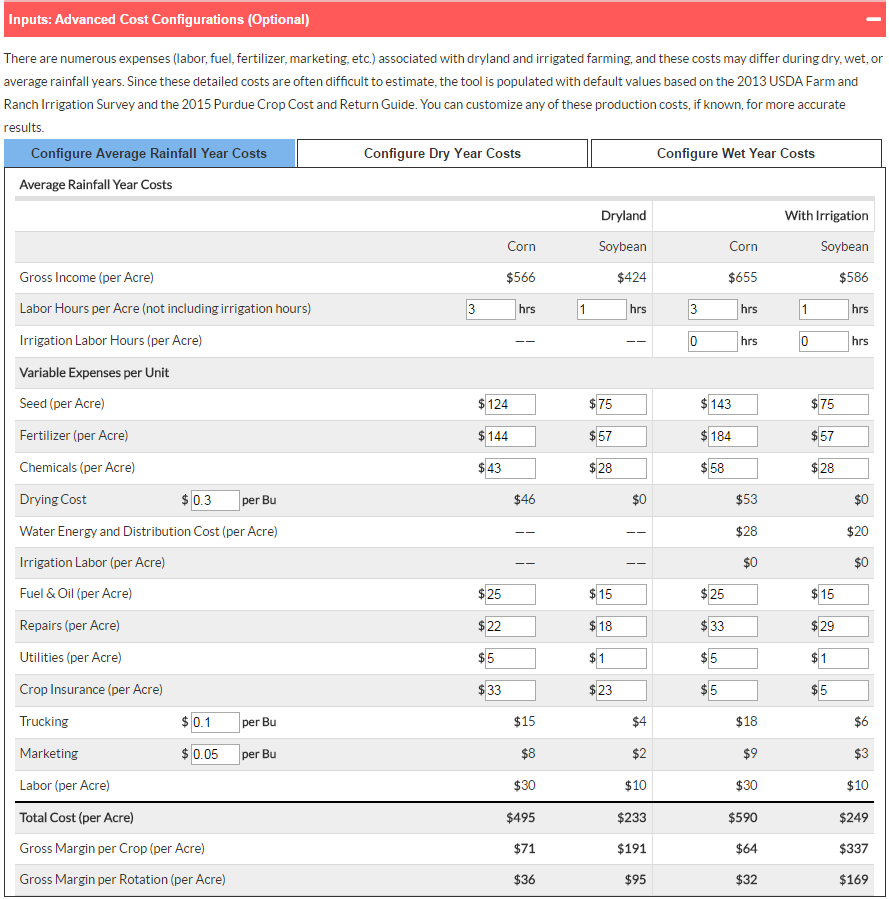 Inputs: Advanced Cost Configurations (Optional)
There are numerous expenses (labor, fuel, fertilizer, marketing, etc.) associated with dryland and irrigated farming, and these costs may differ during dry, wet, or
average rainfall years. Since these detailed costs are often difficult to estimate, the tool is populated with default values based on the 2013 USDA Farm and
Ranch Irrigation Survey and the 2015 Purdue Crop Cost and Return Guide. You can customize any of these production costs, if known, for more accurate
results.
Configure Average Rainfall Year Costs Configure Dry Year Costs Configure Wet Year Costs
Average Rainfall Year Costs
Dryland With Irrigation
Corn Soybean Corn Soybean
Gross Income (per Acre) $566 $424 $655 $586
Labor Hours per Acre (not including irrigation hours) 3 hrs 1 hrs 3 hrs 1 hrs
Irrigation Labor Hours (per Acre) –– –– 0 hrs 0 hrs
Variable Expenses per Unit
Seed (per Acre) $124 $75 $143 $75
Fertilizer (per Acre) $144 $57 $184 $57
Chemicals (per Acre) $43 $28 $58 $28
Drying Cost $0.3 per Bu $46 $0 $53 $0
Water Energy and Distribution Cost (per Acre) –– –– $28 $20
Irrigation Labor (per Acre) –– –– $0 $0
Fuel & Oil (per Acre) $25 $15 $25 $15
Repairs (per Acre) $22 $18 $33 $29
Utilities (per Acre) $5 $1 $5 $1
Crop Insurance (per Acre) $33 $23 $5 $5
Trucking $0.1 per Bu $15 $4 $18 $6
Marketing $0.05 per Bu $8 $2 $9 $3
Labor (per Acre) $30 $10 $30 $10
Total Cost (per Acre) $495 $233 $590 $249
Gross Margin per Crop (per Acre) $71 $191 $64 $337
Gross Margin per Rotation (per Acre) $36 $95 $32 $169